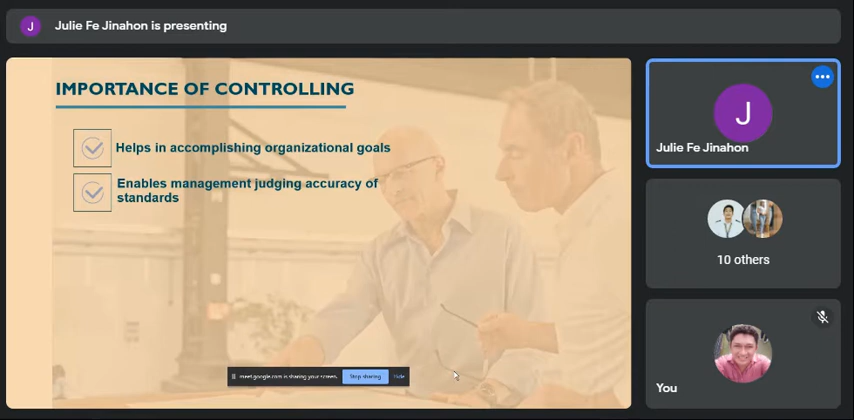 J
Julie Fe Jinahon is presenting
IMPORTANCE OF CONTROLLING
Helps in accomplishing organizational goals
Enables management judging accuracy of
standards
meet.google.com is sharing your screen.
Stop sharing
Hide
J
Julie Fe Jinahon
10 others
You